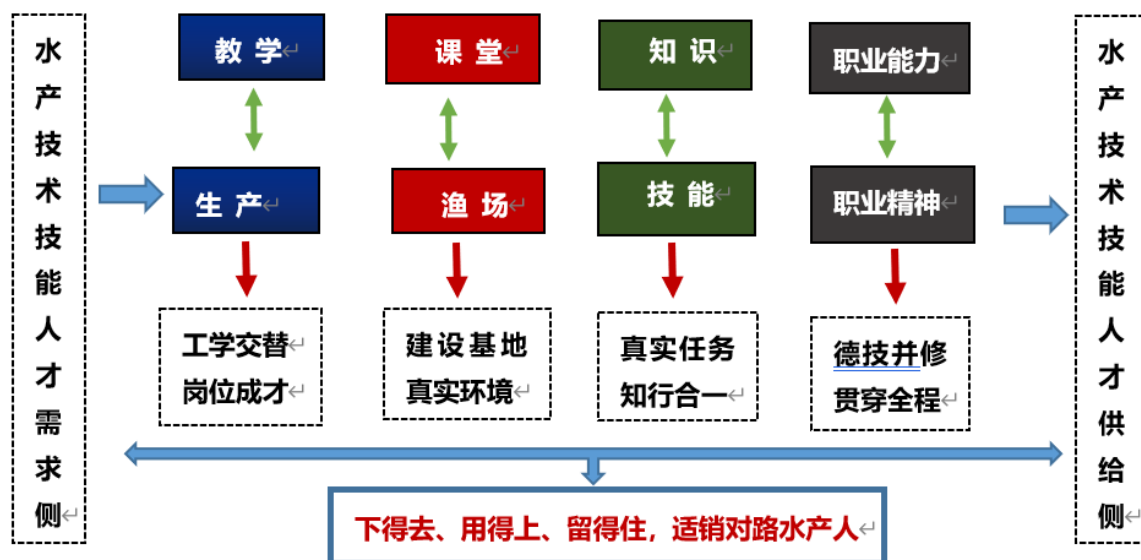 水产技术技能人才需求侧
教 学
课 堂
知 识
职业能力
生 产
渔 场
技 能
职业精神
工学交替
岗位成才
建设基地
真实环境
真实任务
知行合一
德技并修
贯穿全程
水产技术技能人才供给侧
下得去、用得上、留得住，适销对路水产人